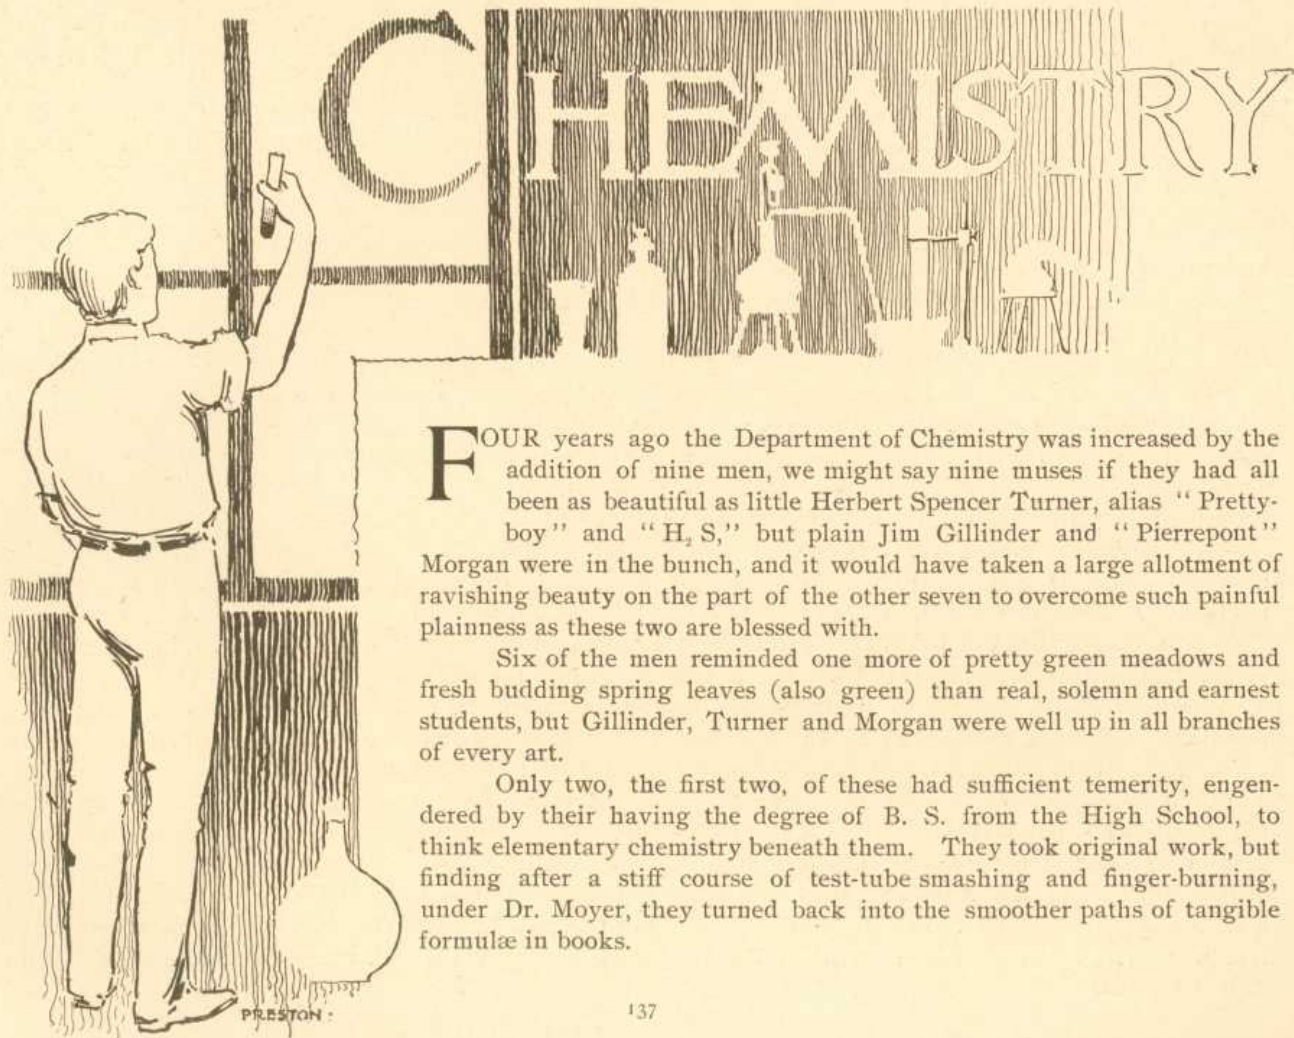 CHEMISTRY
FOUR years ago the Department of Chemistry was increased by the
addition of nine men, we might say nine muses if they had all
been as beautiful as little Herbert Spencer Turner, alias “ Pretty-
boy ” and “ H₂ S,” but plain Jim Gillinder and “ Pierrepont ”
Morgan were in the bunch, and it would have taken a large allotment of
ravishing beauty on the part of the other seven to overcome such painful
plainness as these two are blessed with.
Six of the men reminded one more of pretty green meadows and
fresh budding spring leaves (also green) than real, solemn and earnest
students, but Gillinder, Turner and Morgan were well up in all branches
of every art.
Only two, the first two, of these had sufficient temerity, engen-
dered by their having the degree of B. S. from the High School, to
think elementary chemistry beneath them. They took original work, but
finding after a stiff course of test-tube smashing and finger-burning,
under Dr. Moyer, they turned back into the smoother paths of tangible
formulæ in books.
PRESTON
137